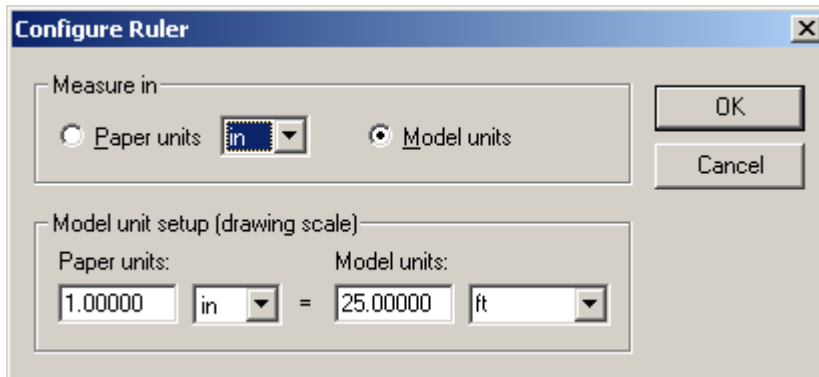 Configure Ruler
Measure in
Paper units in Model units
OK
Cancel
Model unit setup (drawing scale)
Paper units: Model units:
1.00000 in = 25.00000 ft